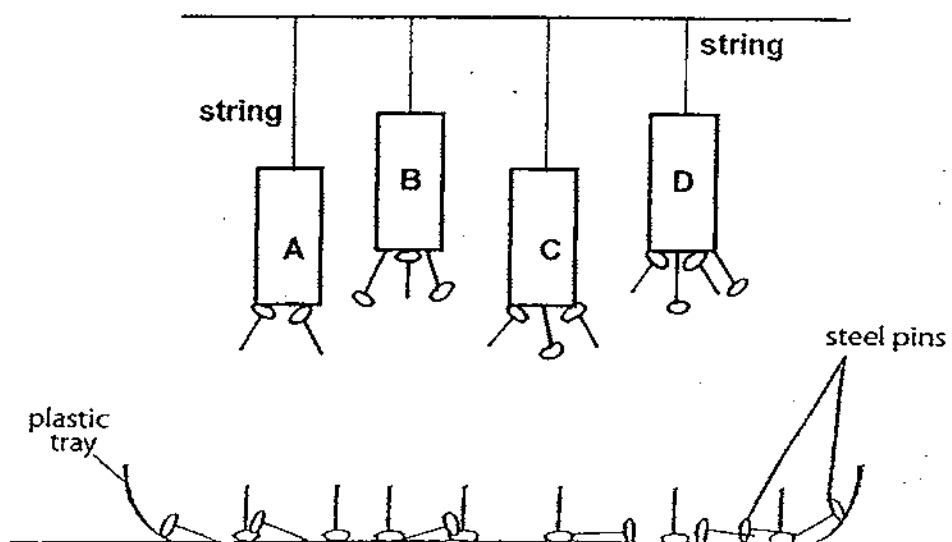 string
string
B
D
A
C
steel pins
plastic
tray